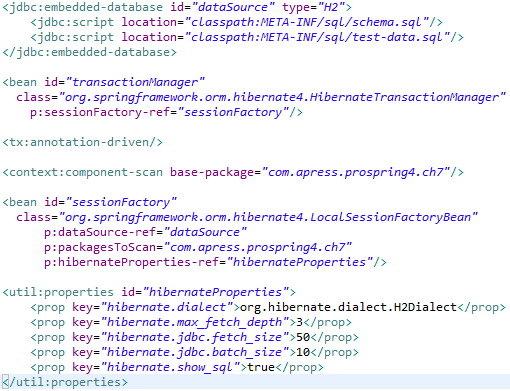 <jdbc:embedded-database id="dataSource" type="H2">
    <jdbc:script location="classpath:META-INF/sql/schema.sql"/>
    <jdbc:script location="classpath:META-INF/sql/test-data.sql"/>
</jdbc:embedded-database>

<bean id="transactionManager"
  class="org.springframework.orm.hibernate4.HibernateTransactionManager"
    p:sessionFactory-ref="sessionFactory"/>

<tx:annotation-driven/>

<context:component-scan base-package="com.apress.prospring4.ch7"/>

<bean id="sessionFactory"
  class="org.springframework.orm.hibernate4.LocalSessionFactoryBean"
      p:dataSource-ref="dataSource"
      p:packagesToScan="com.apress.prospring4.ch7"
      p:hibernateProperties-ref="hibernateProperties"/>

<util:properties id="hibernateProperties">
    <prop key="hibernate.dialect">org.hibernate.dialect.H2Dialect</prop>
    <prop key="hibernate.max_fetch_depth">3</prop>
    <prop key="hibernate.jdbc.fetch_size">50</prop>
    <prop key="hibernate.jdbc.batch_size">10</prop>
    <prop key="hibernate.show_sql">true</prop>
</util:properties>